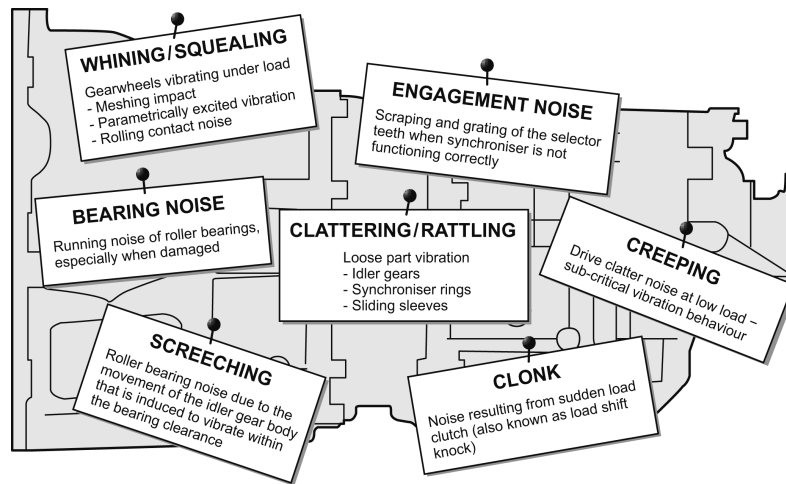 WHINING/SQUEALING
Gearwheels vibrating under load
- Meshing impact
- Parametrically excited vibration
- Rolling contact noise
ENGAGEMENT NOISE
Scraping and grating of the selector
teeth when synchroniser is not
functioning correctly
BEARING NOISE
Running noise of roller bearings,
especially when damaged
CLATTERING/RATTLING
Loose part vibration
- Idler gears
- Synchroniser rings
- Sliding sleeves
CREEPING
Drive clatter noise at low load –
sub-critical vibration behaviour
SCREECHING
Roller bearing noise due to the
movement of the idler gear body
that is induced to vibrate within
the bearing clearance
CLONK
Noise resulting from sudden load
clutch (also known as load shift
knock)